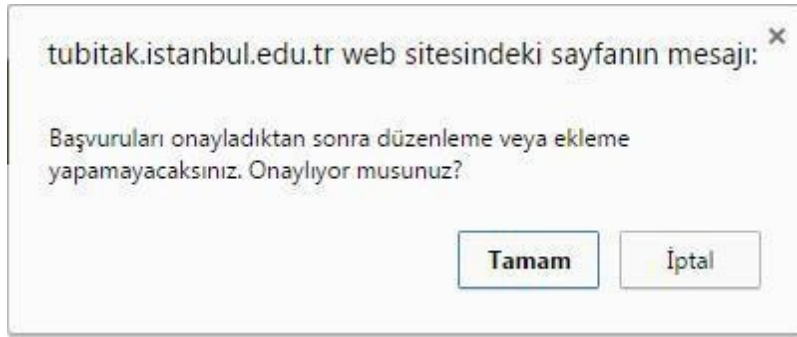 tubitak.istanbul.edu.tr web sitesindeki sayfanın mesajı:
Başvuruları onayladıktan sonra düzenleme veya ekleme
yapamayacaksınız. Onaylıyor musunuz?
Tamam İptal